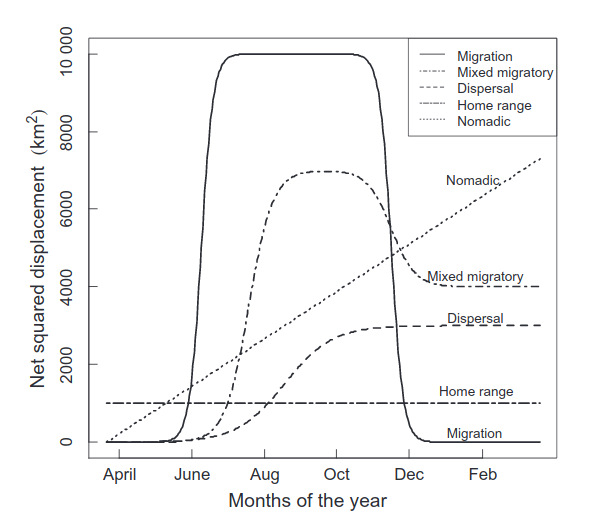 10 000
8000
6000
4000
2000
0
Net squared displacement (km²)
Migration
Mixed migratory
Dispersal
Home range
Nomadic
Nomadic
Mixed migratory
Dispersal
Home range
Migration
April June Aug Oct Dec Feb
Months of the year